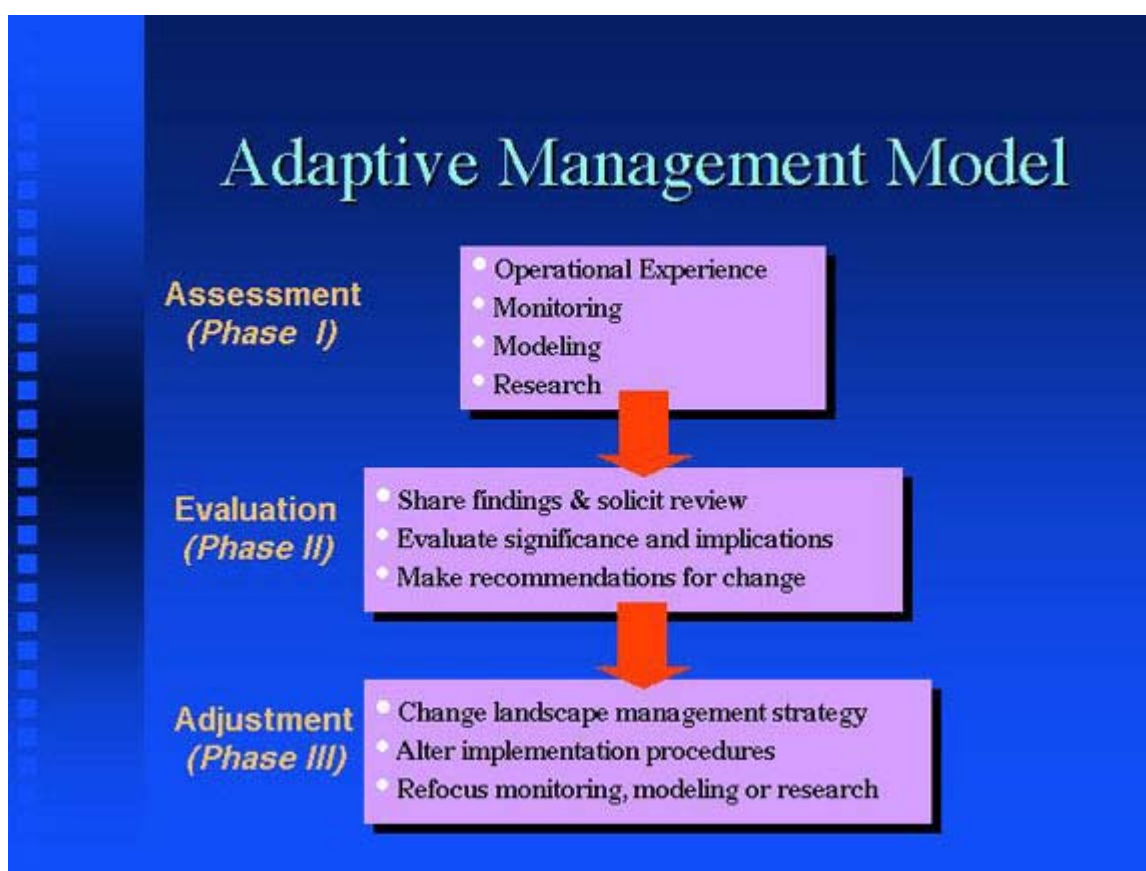 Adaptive Management Model
Assessment
(Phase I)
• Operational Experience
• Monitoring
• Modeling
• Research
Evaluation
(Phase II)
• Share findings & solicit review
• Evaluate significance and implications
• Make recommendations for change
Adjustment
(Phase III)
• Change landscape management strategy
• Alter implementation procedures
• Refocus monitoring, modeling or research